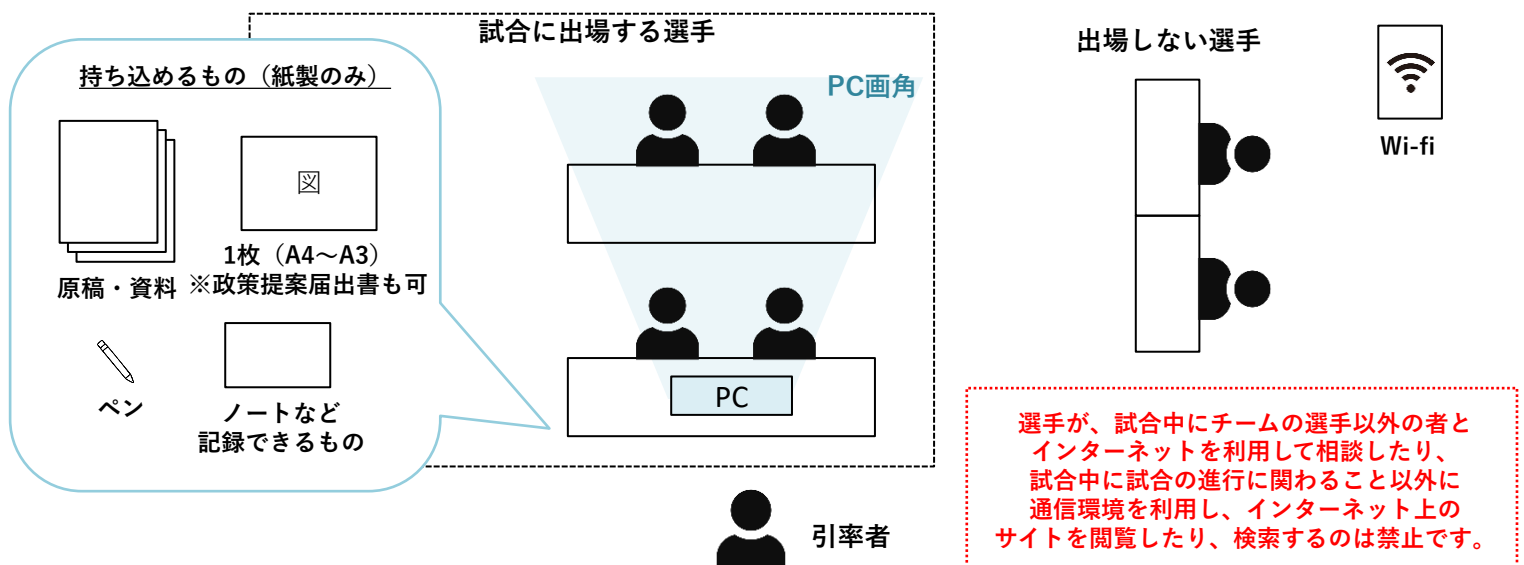 試合に出場する選手
出場しない選手
持ち込めるもの（紙製のみ）
PC画角
Wi-fi
図
1枚（A4～A3）
原稿・資料
※政策提案届出書も可
ペン
ノートなど
記録できるもの
PC
選手が、試合中にチームの選手以外の者と
インターネットを利用して相談したり、
試合中に試合の進行に関わること以外に
通信環境を利用し、インターネット上の
サイトを閲覧したり、検索するのは禁止です。
引率者